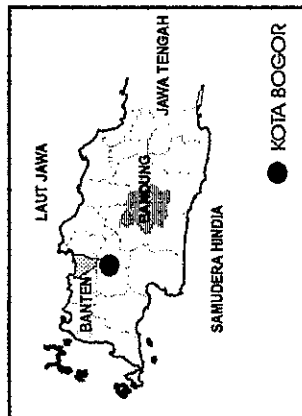 LAUT JAWA
JAWA TENGAH
BANTEN
BANDUNG
SAMUDERA HINDIA
KOTA BOGOR